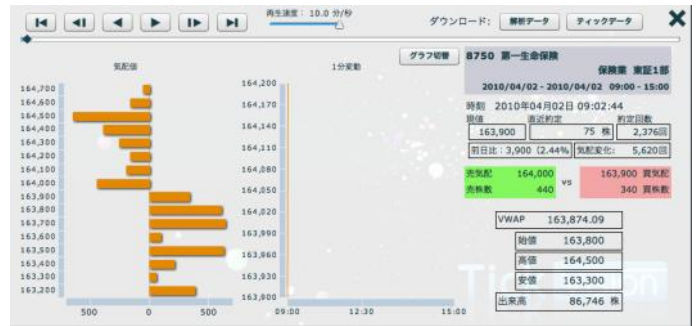 再生速度： 10.0 分/秒
ダウンロード: 解析データ ティックデータ
グラフ切替
気配値
1分変動
8750 第一生命保険
保険業 東証1部
2010/04/02 - 2010/04/02 09:00 - 15:00
時刻 2010年04月02日 09:02:44
現値 直近約定 約定回数
163,900 75 株 2,376回
前日比：3,900 (2.44%) 気配変化: 5,620回
売気配 164,000 vs 163,900 買気配
売株数 440 340 買株数
VWAP 163,874.09
始値 163,800
高値 164,500
安値 163,300
出来高 86,746 株
164,700
164,600
164,500
164,400
164,300
164,200
164,100
164,000
163,900
163,800
163,700
163,600
163,500
163,400
163,300
163,200
500 0 500
164,200
164,170
164,140
164,110
164,080
164,050
164,020
163,990
163,960
163,930
163,900
09:00 12:30 15:00